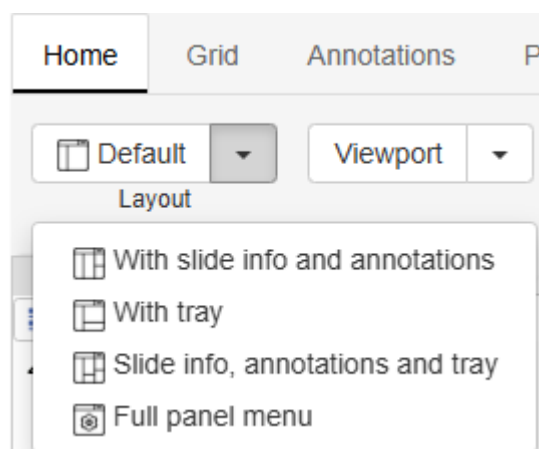 Home Grid Annotations P
Default Viewport
Layout
With slide info and annotations
With tray
Slide info, annotations and tray
Full panel menu